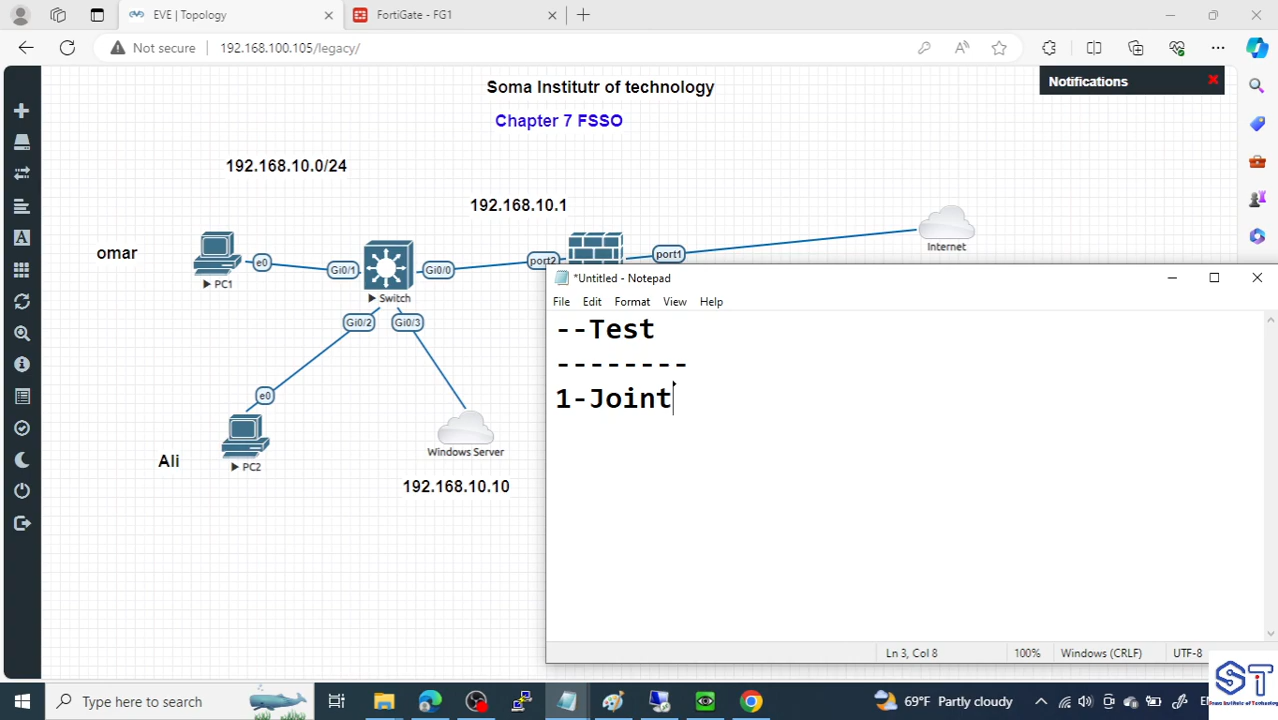 EVE | Topology
FortiGate - FG1
Not secure
192.168.100.105/legacy/
Soma Institutr of technology
Notifications
Chapter 7 FSSO
192.168.10.0/24
192.168.10.1
omar
e0
Gi0/1
Gi0/0
port2
port1
Internet
PC1
Switch
Gi0/2
Gi0/3
*Untitled - Notepad
File Edit Format View Help
--Test
--------
1-Joint
e0
Ali
PC2
Windows Server
192.168.10.10
Ln 3, Col 8
100%
Windows (CRLF)
UTF-8
Type here to search
69°F Partly cloudy
ST